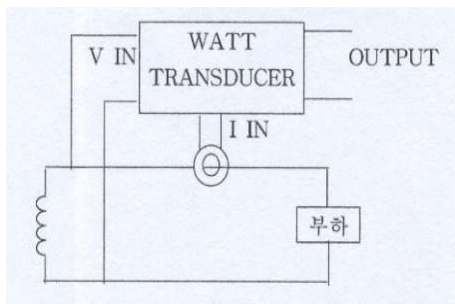 WATT
V IN
TRANSDUCER
OUTPUT
I IN
부하